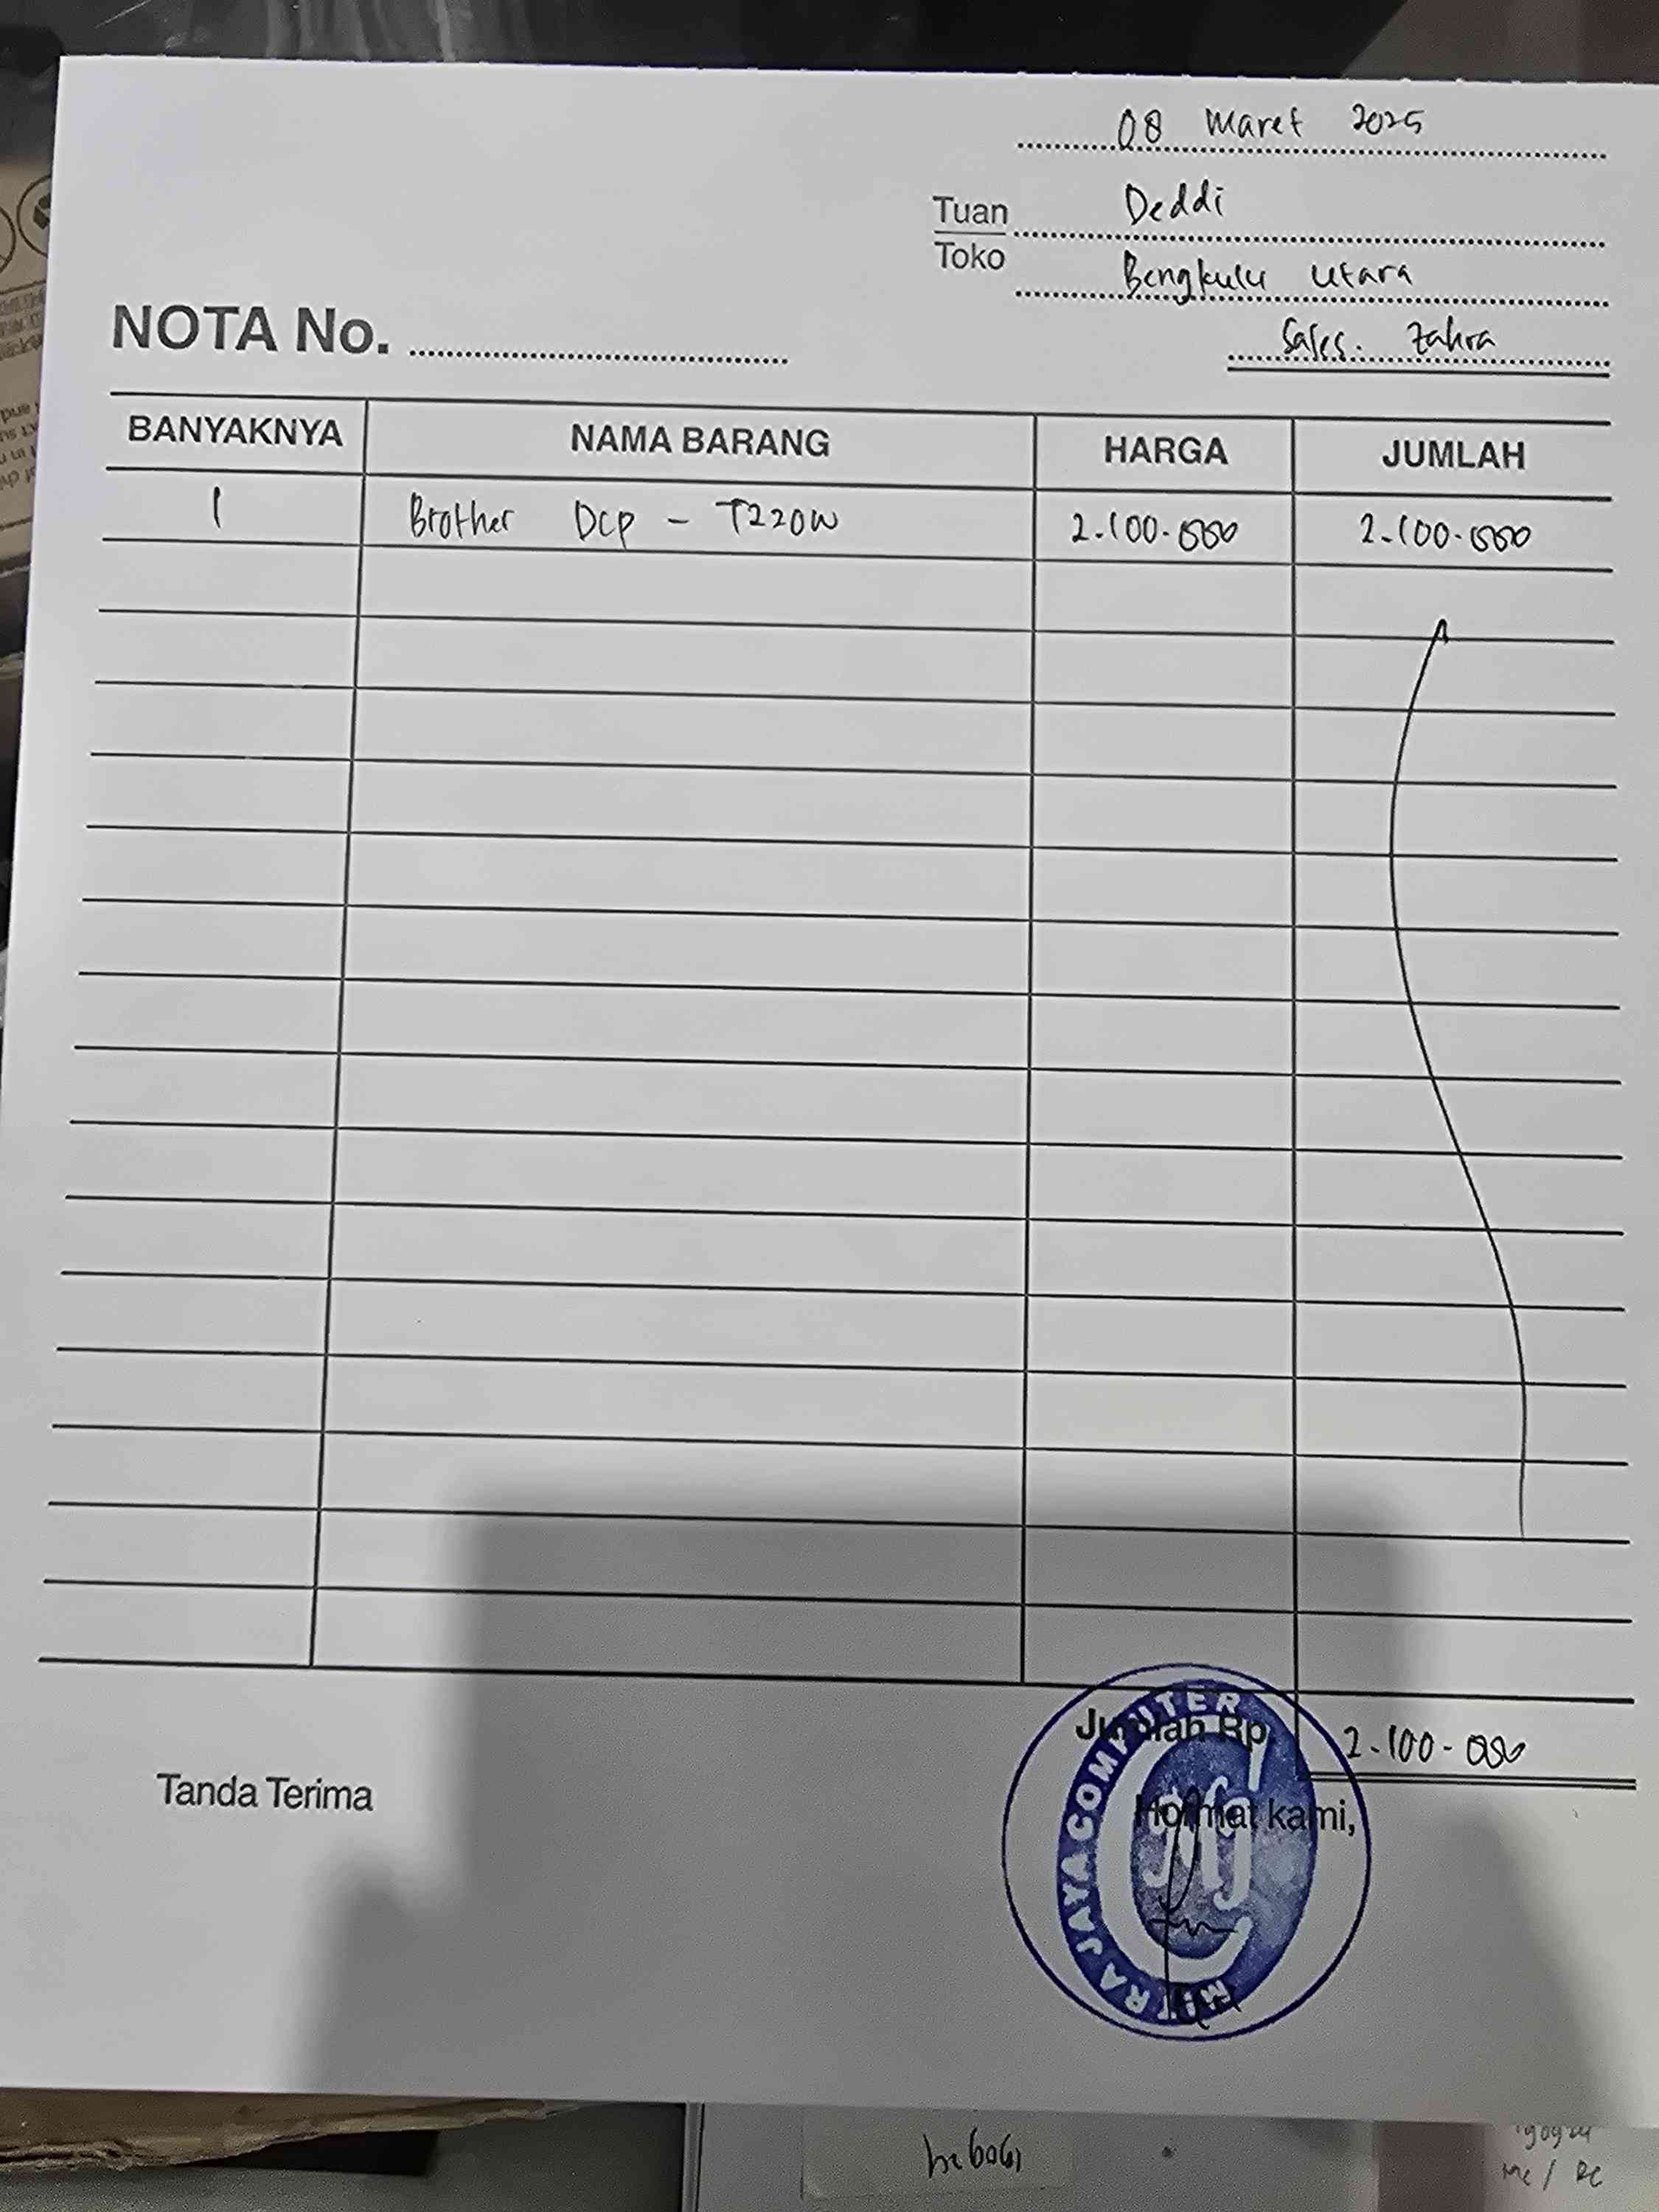 08 Maret 2025
Tuan Deddi
Toko Bengkulu Utara
NOTA No.
Sales. Zahra
BANYAKNYA NAMA BARANG HARGA JUMLAH
1 Brother DCP - T220W 2.100.000 2.100.000
Jumlah Rp. 2.100.000
Tanda Terima
Hormat kami,
MITRA JAYA COMPUTER